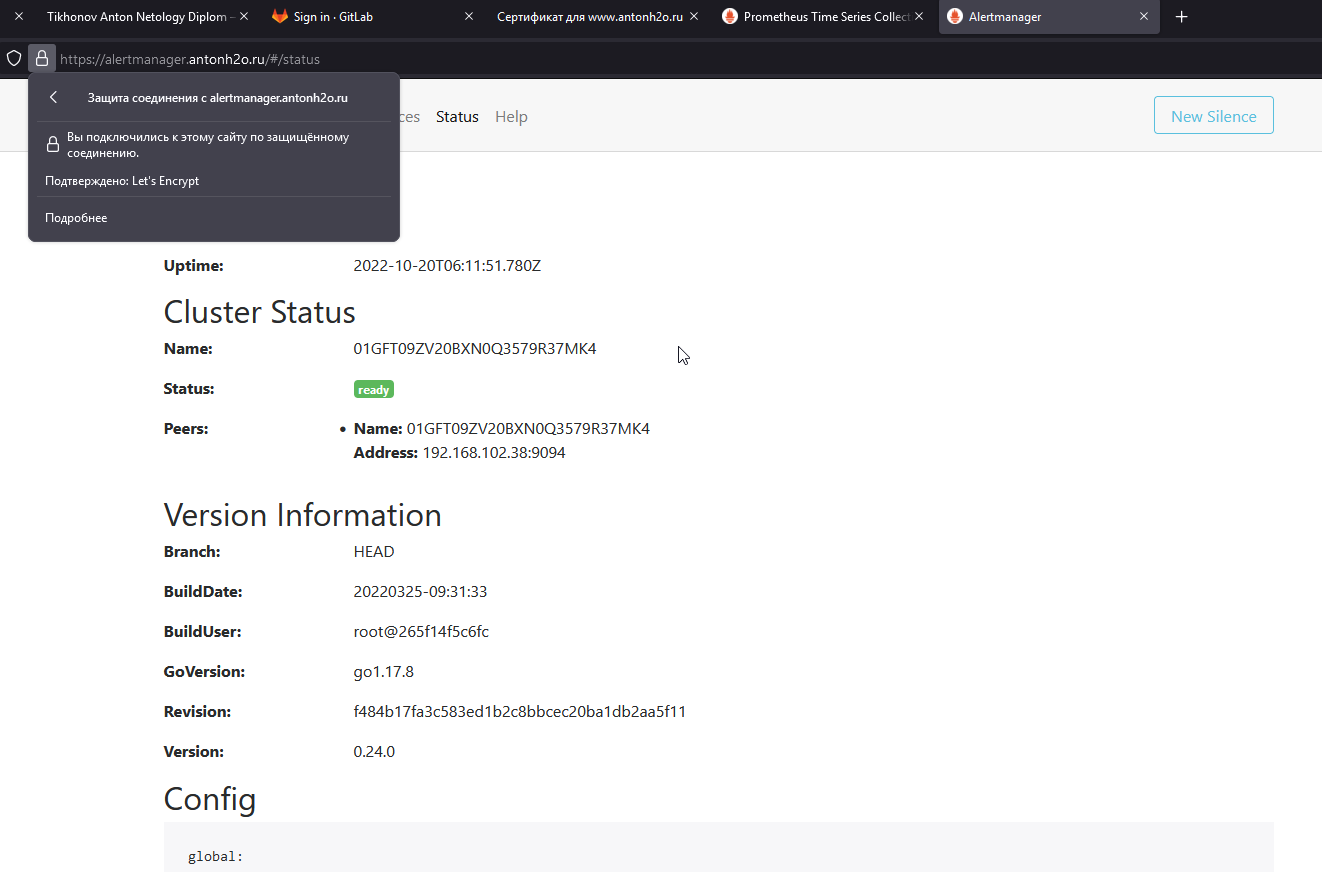 Tikhonov Anton Netology Diplom –
Sign in · GitLab
Сертификат для www.antonh2o.ru
Prometheus Time Series Collect
Alertmanager
https://alertmanager.antonh2o.ru/#/status
Защита соединения с alertmanager.antonh2o.ru
Вы подключились к этому сайту по защищённому
соединению.
Подтверждено: Let's Encrypt
Подробнее
ces Status Help
New Silence
Uptime: 2022-10-20T06:11:51.780Z
Cluster Status
Name: 01GFT09ZV20BXN0Q3579R37MK4
Status: ready
Peers: • Name: 01GFT09ZV20BXN0Q3579R37MK4
Address: 192.168.102.38:9094
Version Information
Branch: HEAD
BuildDate: 20220325-09:31:33
BuildUser: root@265f14f5c6fc
GoVersion: go1.17.8
Revision: f484b17fa3c583ed1b2c8bbcec20ba1db2aa5f11
Version: 0.24.0
Config
global: